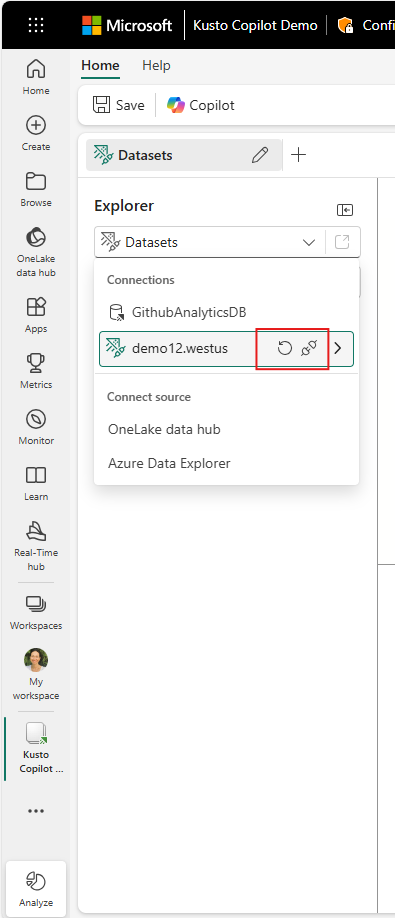 Microsoft Kusto Copilot Demo Confi
Home
Create
Browse
OneLake
data hub
Apps
Metrics
Monitor
Learn
Real-Time
hub
Workspaces
My
workspace
Kusto
Copilot ...
Analyze
Home Help
Save Copilot
Datasets
Explorer
Datasets
Connections
GithubAnalyticsDB
demo12.westus
Connect source
OneLake data hub
Azure Data Explorer